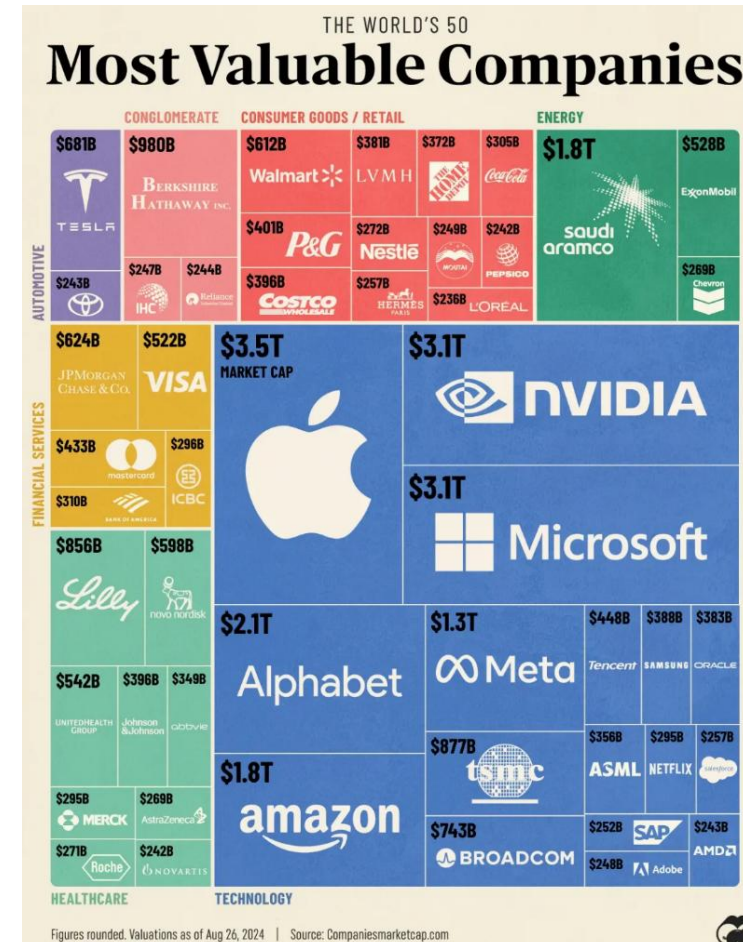 THE WORLD'S 50
Most Valuable Companies
CONGLOMERATE
CONSUMER GOODS / RETAIL
ENERGY
AUTOMOTIVE
$681B
TESLA
$243B
$980B
BERKSHIRE
HATHAWAY INC.
$247B
IHC
$244B
Reliance
$612B
Walmart
$401B
P&G
$396B
COSTCO
WHOLESALE
$381B
LVMH
$272B
Nestlé
$257B
HERMÈS
PARIS
$372B
THE
HOME
DEPOT
$305B
Coca-Cola
$249B
MOUTAI
$242B
PEPSICO
$236B
L'ORÉAL
$1.8T
saudi
aramco
$528B
ExxonMobil
$269B
Chevron
FINANCIAL SERVICES
$624B
JPMORGAN
CHASE & CO.
$522B
VISA
$433B
mastercard
$310B
BANK OF AMERICA
$296B
ICBC
$3.5T
MARKET CAP
$3.1T
NVIDIA
$3.1T
Microsoft
$856B
Lilly
$598B
novo nordisk
$542B
UNITEDHEALTH
GROUP
$396B
Johnson
&Johnson
$349B
abbvie
$295B
MERCK
$269B
AstraZeneca
$271B
Roche
$242B
NOVARTIS
HEALTHCARE
$2.1T
Alphabet
$1.8T
amazon
$1.3T
Meta
$877B
tsmc
$743B
BROADCOM
$448B
Tencent
$388B
SAMSUNG
$383B
ORACLE
$356B
ASML
$295B
NETFLIX
$257B
salesforce
$252B
SAP
$248B
Adobe
$243B
AMD
TECHNOLOGY
Figures rounded. Valuations as of Aug 26, 2024 | Source: Companiesmarketcap.com